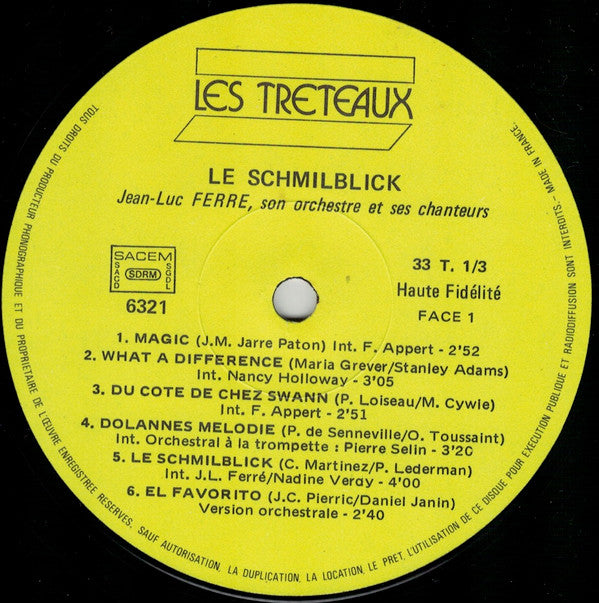 LES TRETEAUX
LE SCHMILBLICK
Jean-Luc FERRE, son orchestre et ses chanteurs
SACEM
SACD
SDRM
SGDL
6321
33 T. 1/3
Haute Fidélité
FACE 1
1. MAGIC (J.M. Jarre Paton) Int. F. Appert - 2'52
2. WHAT A DIFFERENCE (Maria Grever/Stanley Adams)
Int. Nancy Holloway - 3'05
3. DU COTE DE CHEZ SWANN (P. Loiseau/M. Cywie)
Int. F. Appert - 2'51
4. DOLANNES MELODIE (P. de Senneville/O. Toussaint)
Int. Orchestral à la trompette : Pierre Selin - 3'20
5. LE SCHMILBLICK (C. Martinez/P. Lederman)
Int. J.L. Ferré/Nadine Veray - 4'00
6. EL FAVORITO (J.C. Pierric/Daniel Janin)
Version orchestrale - 2'40
TOUS DROITS DU PRODUCTEUR PHONOGRAPHIQUE ET DU PROPRIETAIRE DE L'ŒUVRE ENREGISTREE RESERVES. SAUF AUTORISATION, LA DUPLICATION, LA LOCATION, LE PRET, L'UTILISATION DE CE DISQUE POUR EXECUTION PUBLIQUE ET RADIODIFFUSION SONT INTERDITS - MADE IN FRANCE.